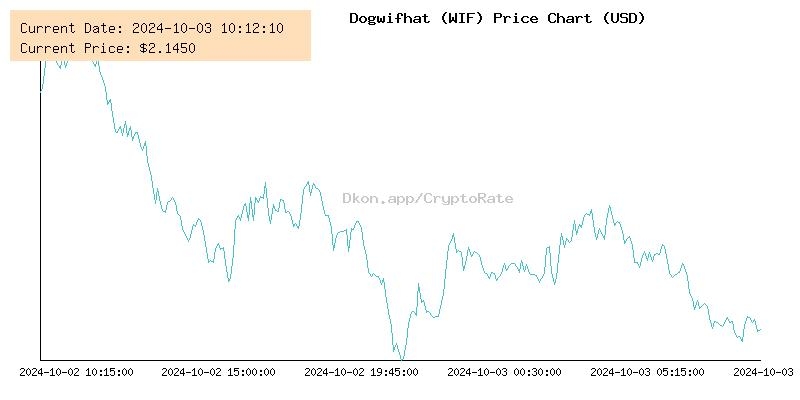 Dogwifhat (WIF) Price Chart (USD)
Current Date: 2024-10-03 10:12:10
Current Price: $2.1450
Dkon.app/CryptoRate
2024-10-02 10:15:00 2024-10-02 15:00:00 2024-10-02 19:45:00 2024-10-03 00:30:00 2024-10-03 05:15:00 2024-10-03